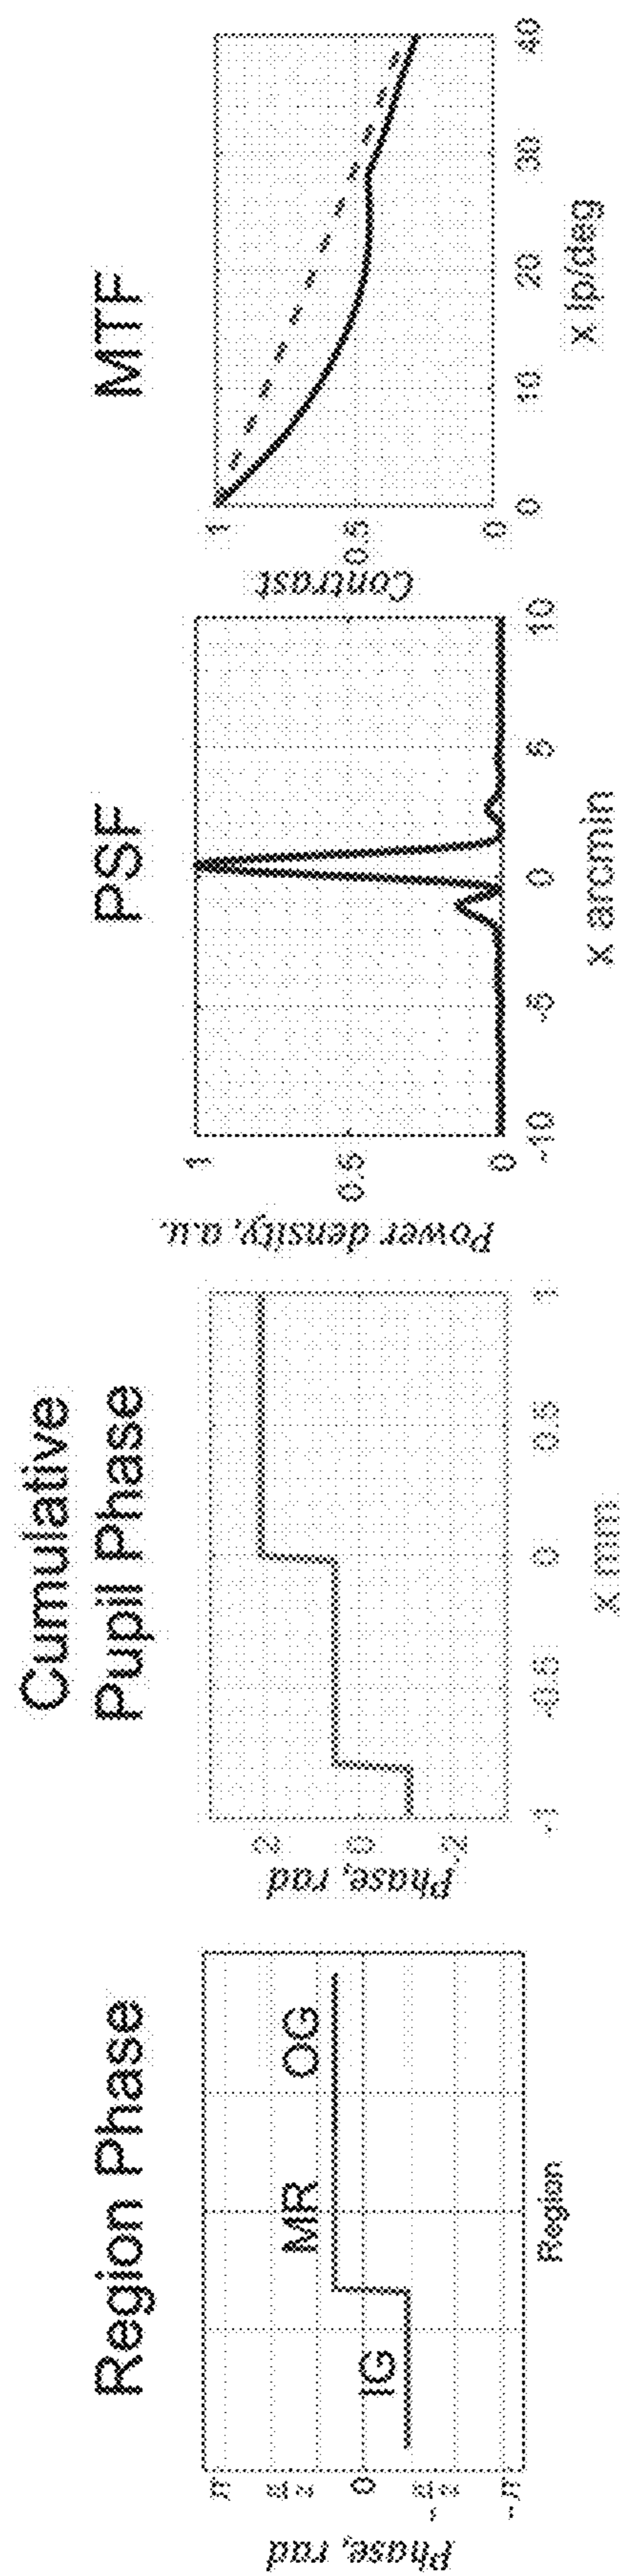 Region Phase
Phase, rad
π
π
2
0
-π
2
-π
IG
MR
OG
Region
Cumulative
Pupil Phase
Phase, rad
2
0
-2
-1
-0.5
0
0.5
1
x mm
PSF
Power density, a.u.
1
0.5
0
-10
-5
0
5
10
x arcmin
MTF
Contrast
1
0.5
0
0
10
20
30
40
x lp/deg